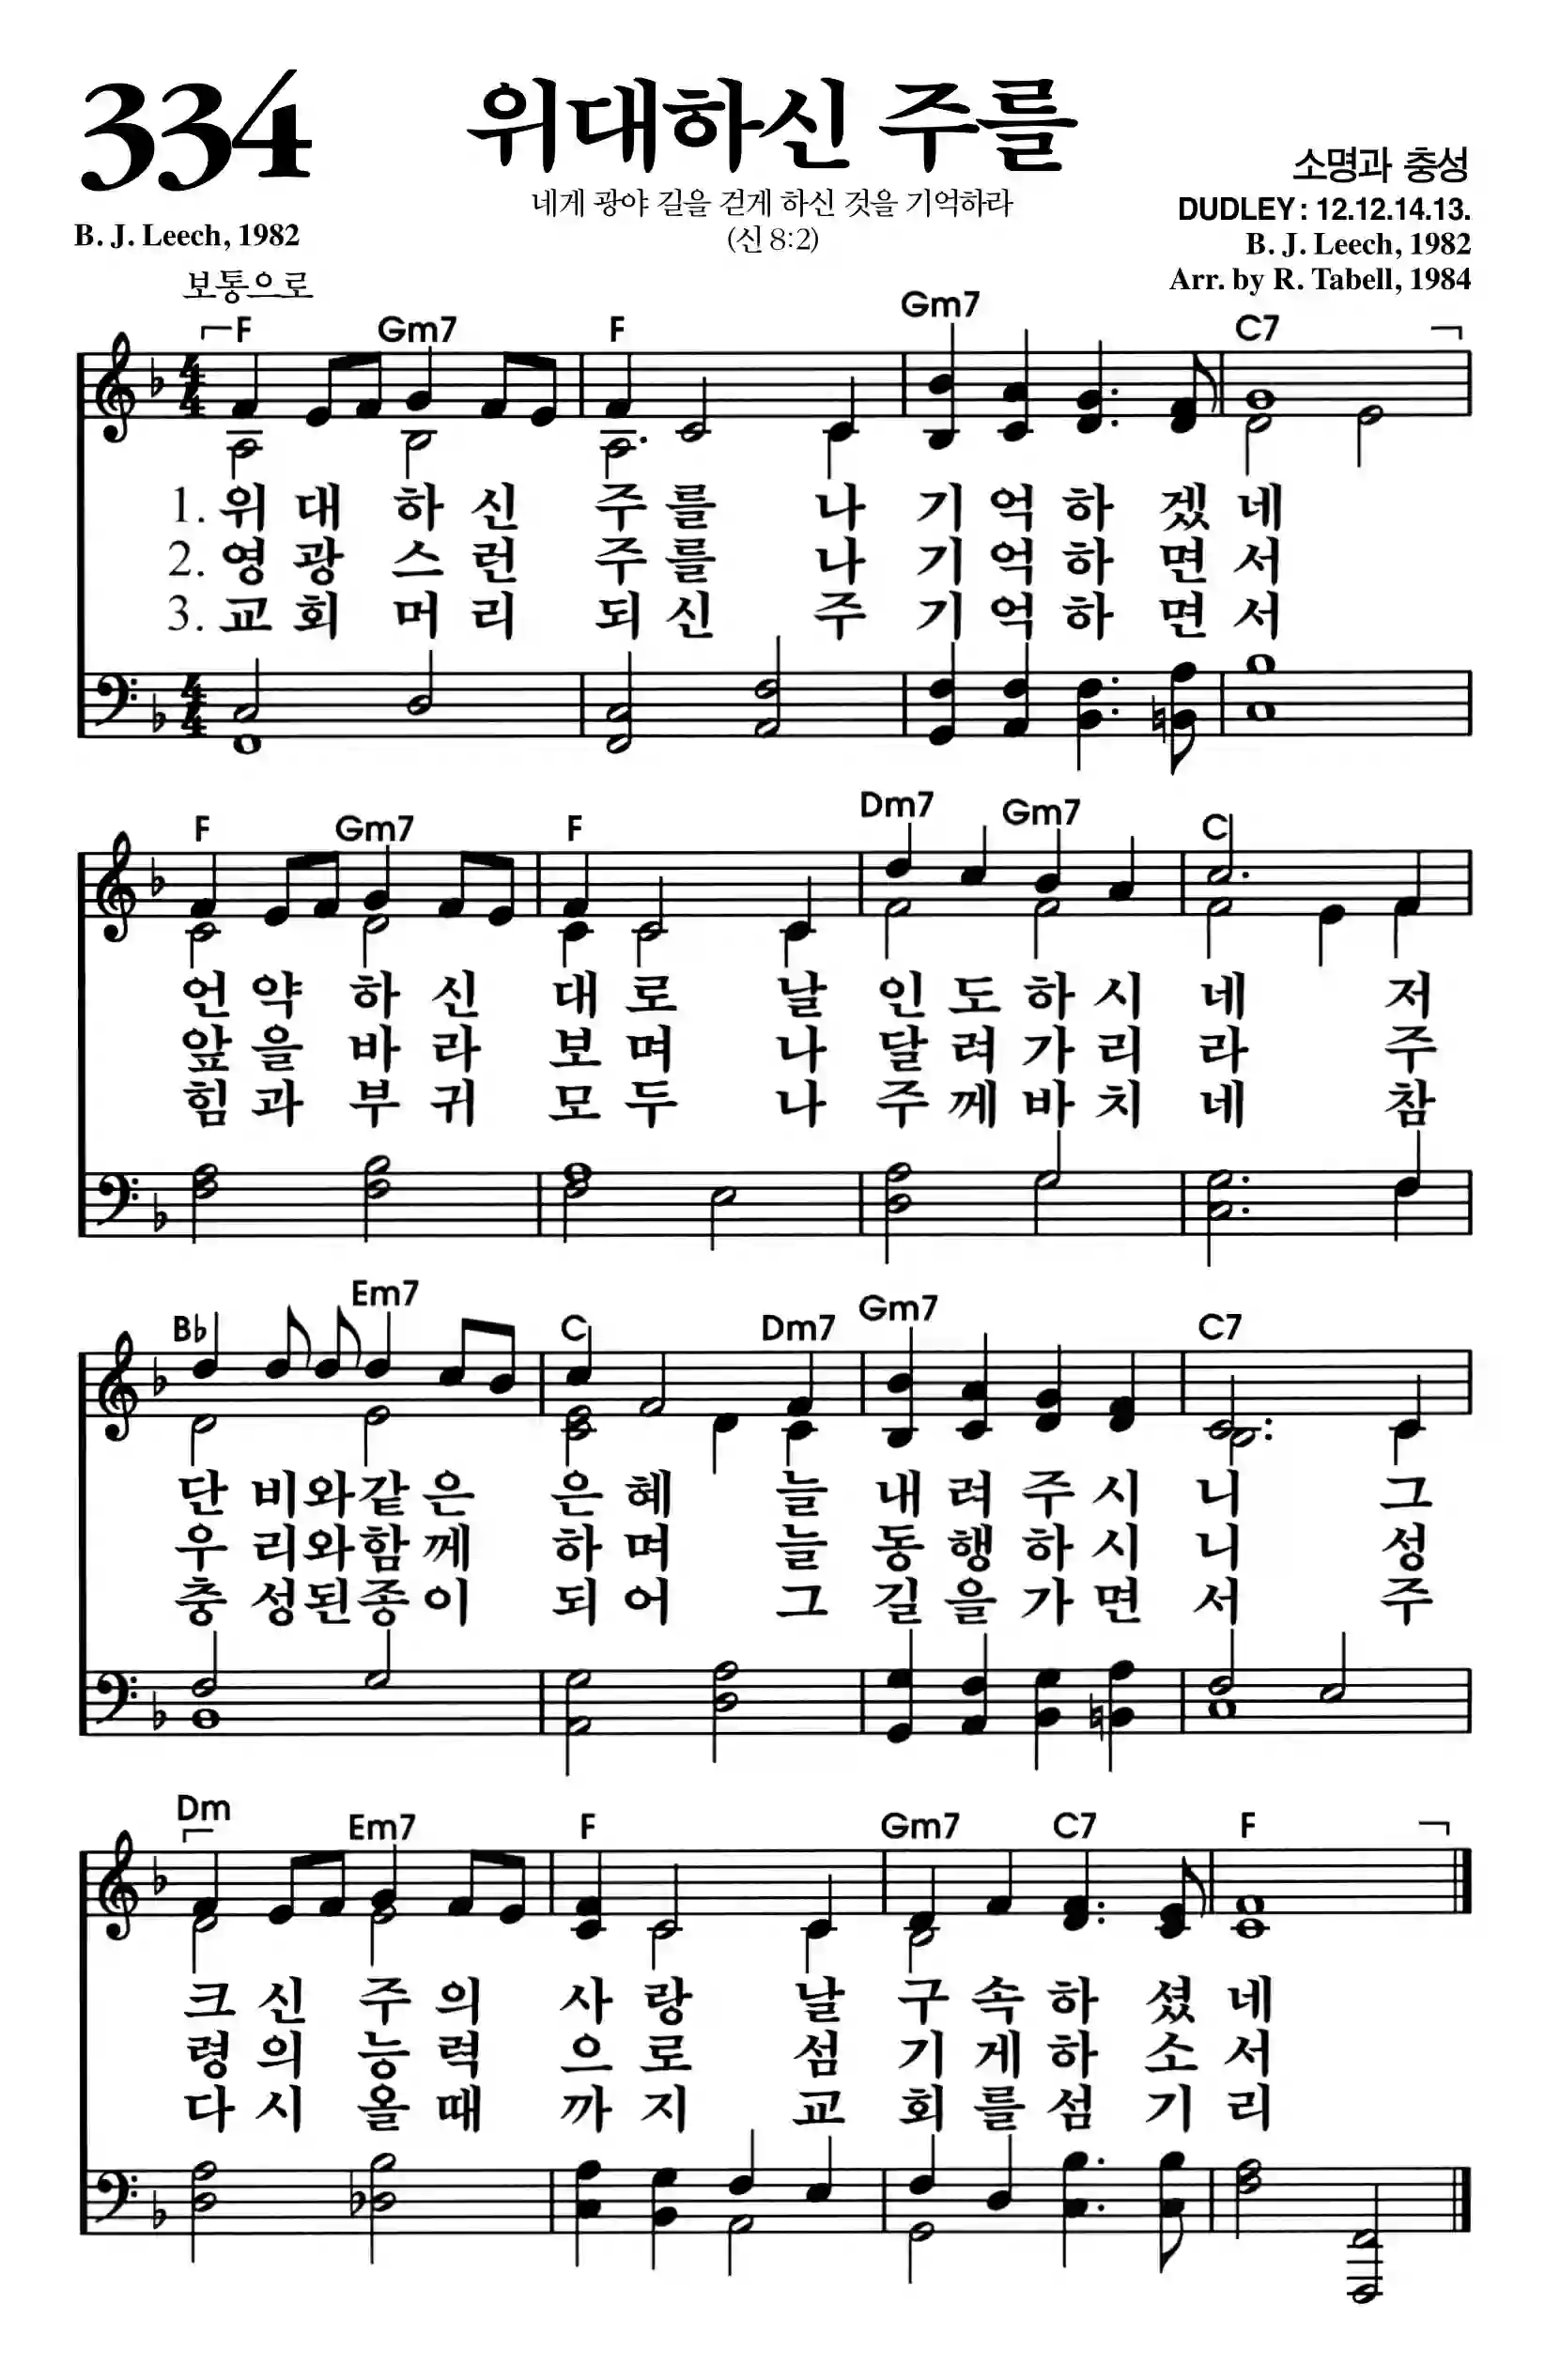 334
위대하신 주를
네게 광야 길을 걷게 하신 것을 기억하라
(신 8:2)
소명과 충성
DUDLEY : 12.12.14.13.
B. J. Leech, 1982
B. J. Leech, 1982
Arr. by R. Tabell, 1984
보통으로
F Gm7 F Gm7 C7
1. 위 대 하 신 주 를 나 기 억 하 겠 네
2. 영 광 스 런 주 를 나 기 억 하 면 서
3. 교 회 머 리 되 신 주 기 억 하 면 서
F Gm7 F Dm7 Gm7 C
언 약 하 신 대 로 날 인 도 하 시 네 저
앞 을 바 라 보 며 나 달 려 가 리 라 주
힘 과 부 귀 모 두 나 주 께 바 치 네 참
B♭ Em7 C Dm7 Gm7 C7
단 비 와 같 은 은 혜 늘 내 려 주 시 니 그
우 리 와 함 께 하 며 늘 동 행 하 시 니 성
충 성 된 종 이 되 어 그 길 을 가 면 서 주
Dm Em7 F Gm7 C7 F
크 신 주 의 사 랑 날 구 속 하 셨 네
령 의 능 력 으 로 섬 기 게 하 소 서
다 시 올 때 까 지 교 회 를 섬 기 리